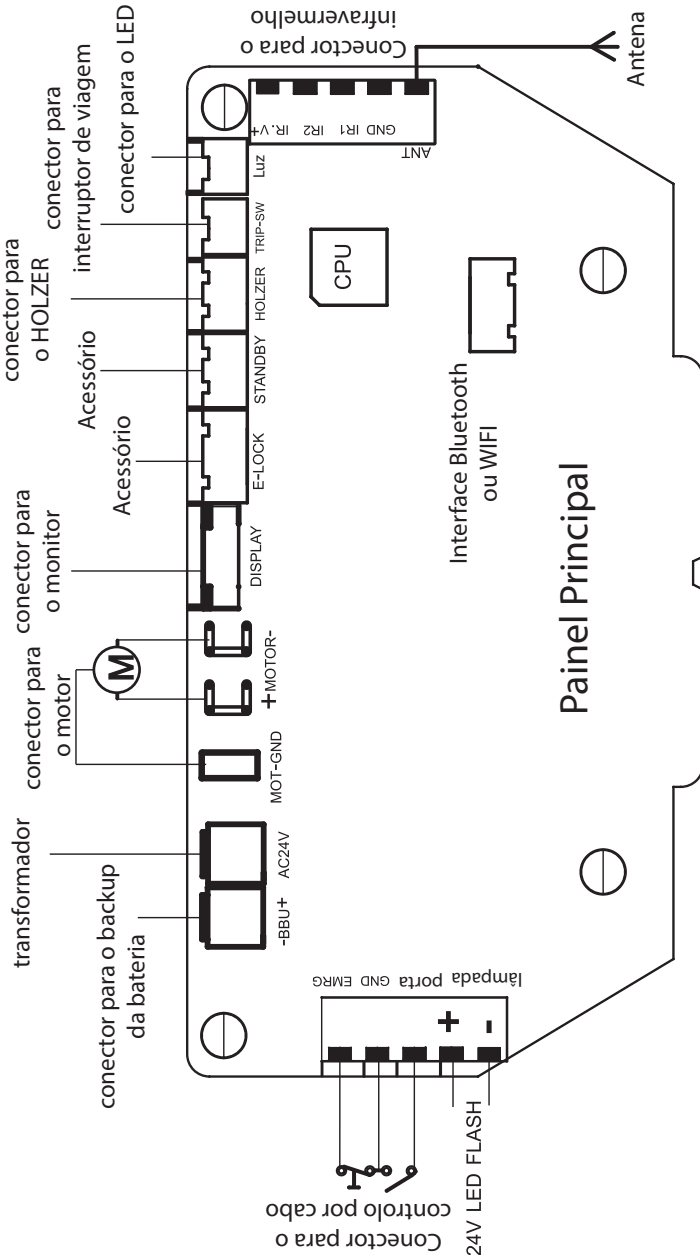 Conector para o
infravermelho
Antena
conector para o LED
conector para
interruptor de viagem
conector para
o HOLZER
Acessório
Acessório
conector para
o monitor
conector para
o motor
M
transformador
conector para o backup
da bateria
IR.V+
IR2
IR1
GND
ANT
Luz
TRIP-SW
HOLZER
STANDBY
E-LOCK
DISPLAY
+MOTOR-
MOT-GND
AC24V
-BBU+
CPU
Interface Bluetooth
ou WIFI
Painel Principal
EMRG
GND
porta
lâmpada
+
-
24V LED FLASH
Conector para o
controlo por cabo